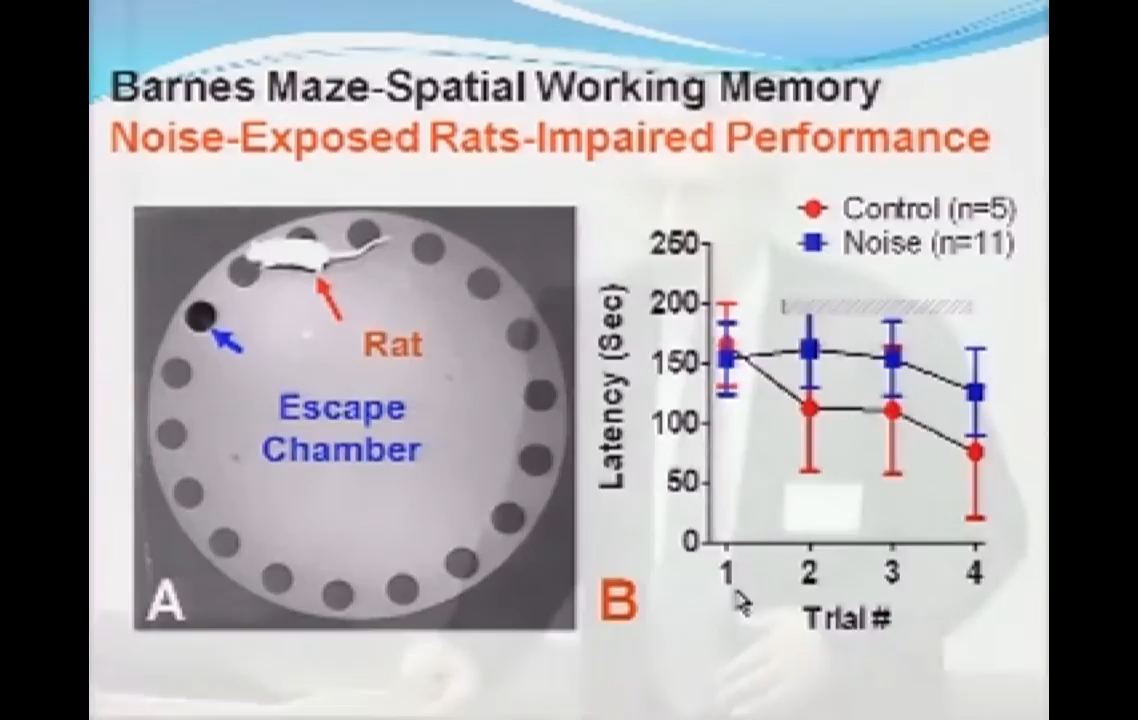 Barnes Maze-Spatial Working Memory
Noise-Exposed Rats-Impaired Performance
Rat
Escape
Chamber
A
Control (n=5)
Noise (n=11)
Latency (Sec)
250
200
150
100
50
0
1 2 3 4
Trial #
B